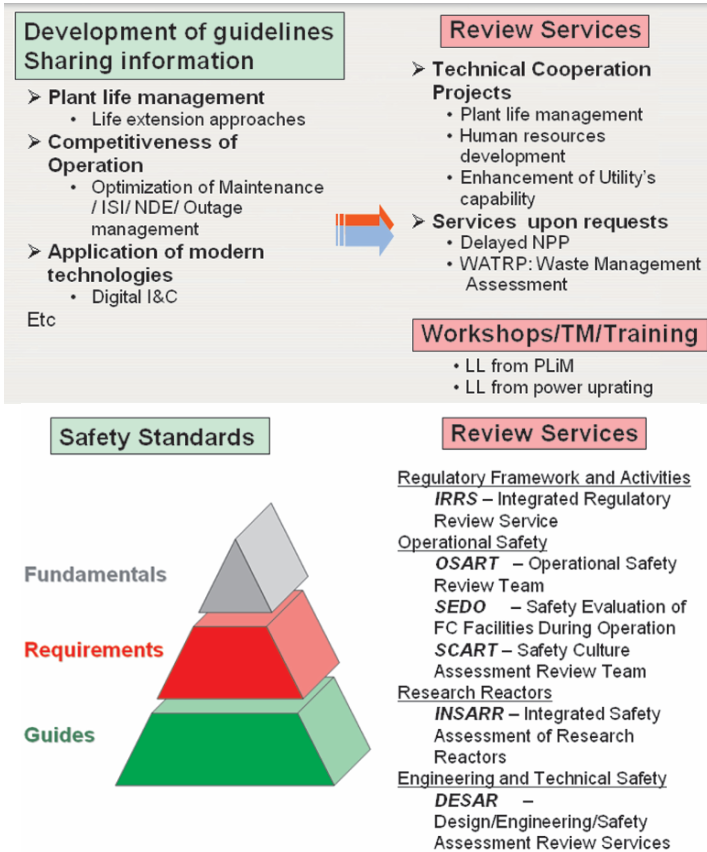 Development of guidelines
Sharing information
➢ Plant life management
• Life extension approaches
➢ Competitiveness of
Operation
• Optimization of Maintenance
/ ISI/ NDE/ Outage
management
➢ Application of modern
technologies
• Digital I&C
Etc
Review Services
➢ Technical Cooperation
Projects
• Plant life management
• Human resources
development
• Enhancement of Utility's
capability
➢ Services upon requests
• Delayed NPP
• WATRP: Waste Management
Assessment
Workshops/TM/Training
• LL from PLiM
• LL from power uprating
Safety Standards
Fundamentals
Requirements
Guides
Review Services
Regulatory Framework and Activities
IRRS – Integrated Regulatory
Review Service
Operational Safety
OSART – Operational Safety
Review Team
SEDO – Safety Evaluation of
FC Facilities During Operation
SCART – Safety Culture
Assessment Review Team
Research Reactors
INSARR – Integrated Safety
Assessment of Research
Reactors
Engineering and Technical Safety
DESAR –
Design/Engineering/Safety
Assessment Review Services